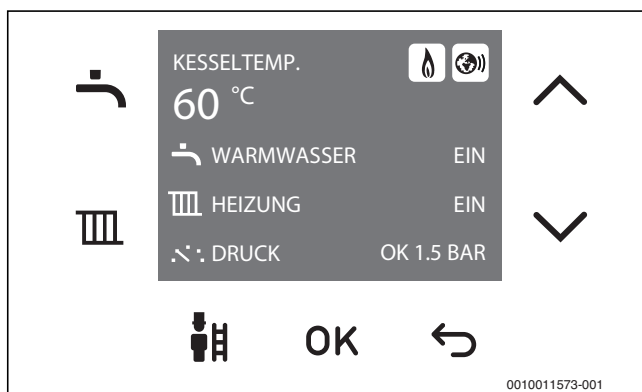 KESSELTEMP.
60 °C
WARMWASSER EIN
HEIZUNG EIN
DRUCK OK 1.5 BAR
OK
0010011573-001